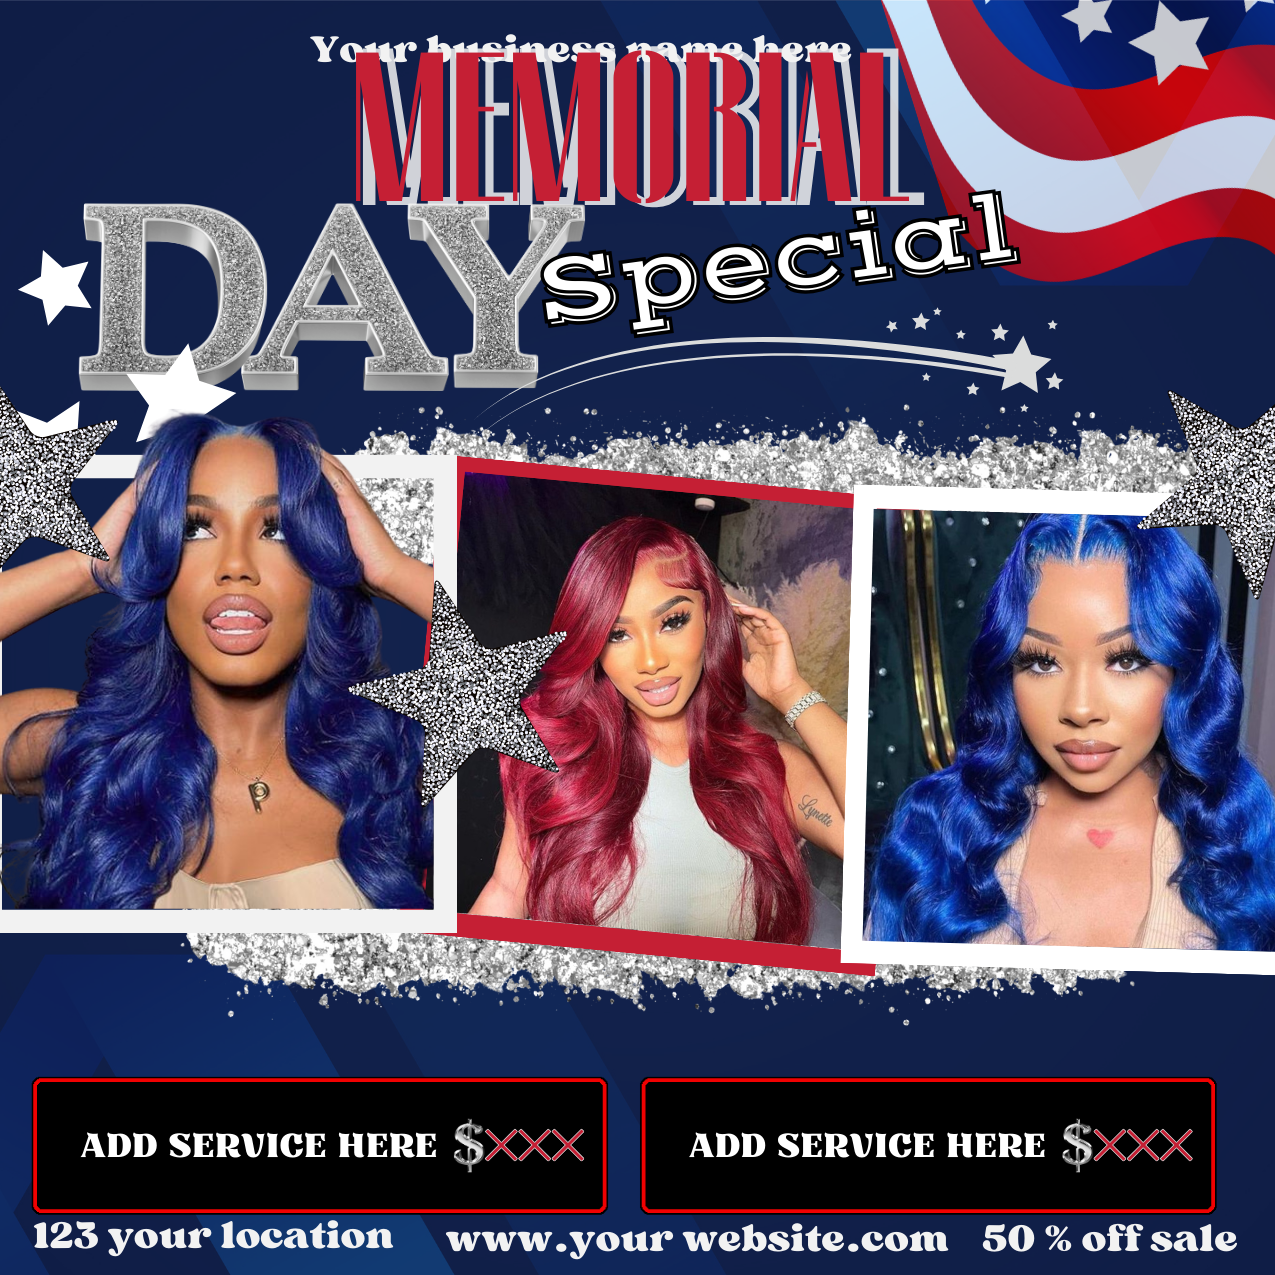 Your business name here
MEMORIAL
DAY Special
P
Lynette
ADD SERVICE HERE $XXX
ADD SERVICE HERE $XXX
123 your location
www.your website.com
50 % off sale